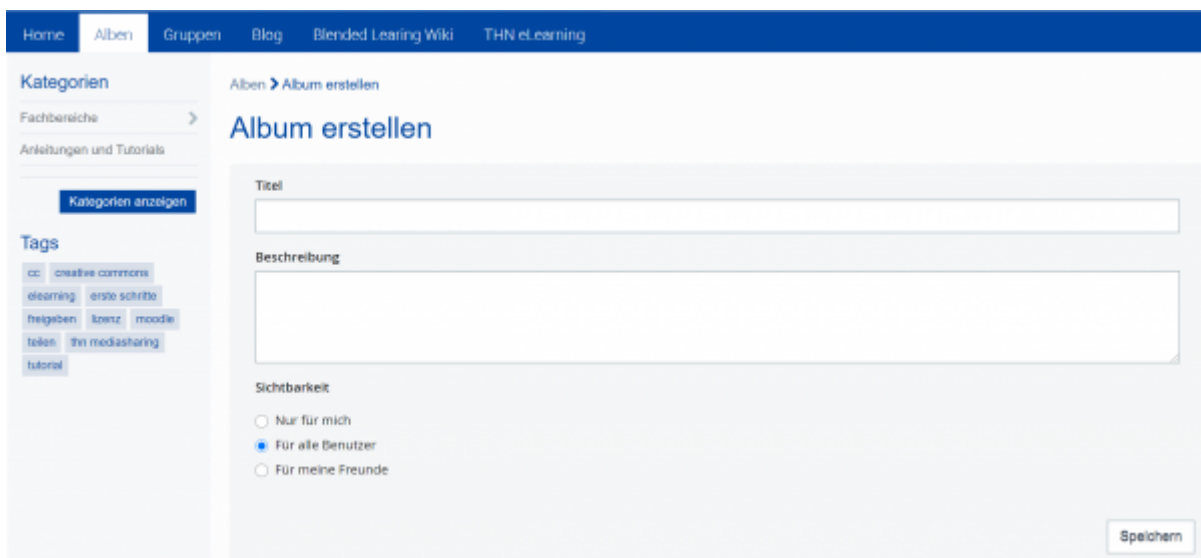 Home Alben Gruppen Blog Blended Learing Wiki THN eLearning
Kategorien
Fachbereiche
Anleitungen und Tutorials
Kategorien anzeigen
Tags
cc creative commons
elearning erste schritte
freigeben lizenz moodle
teilen thn mediasharing
tutorial
Alben > Album erstellen
Album erstellen
Titel
Beschreibung
Sichtbarkeit
Nur für mich
Für alle Benutzer
Für meine Freunde
Speichern